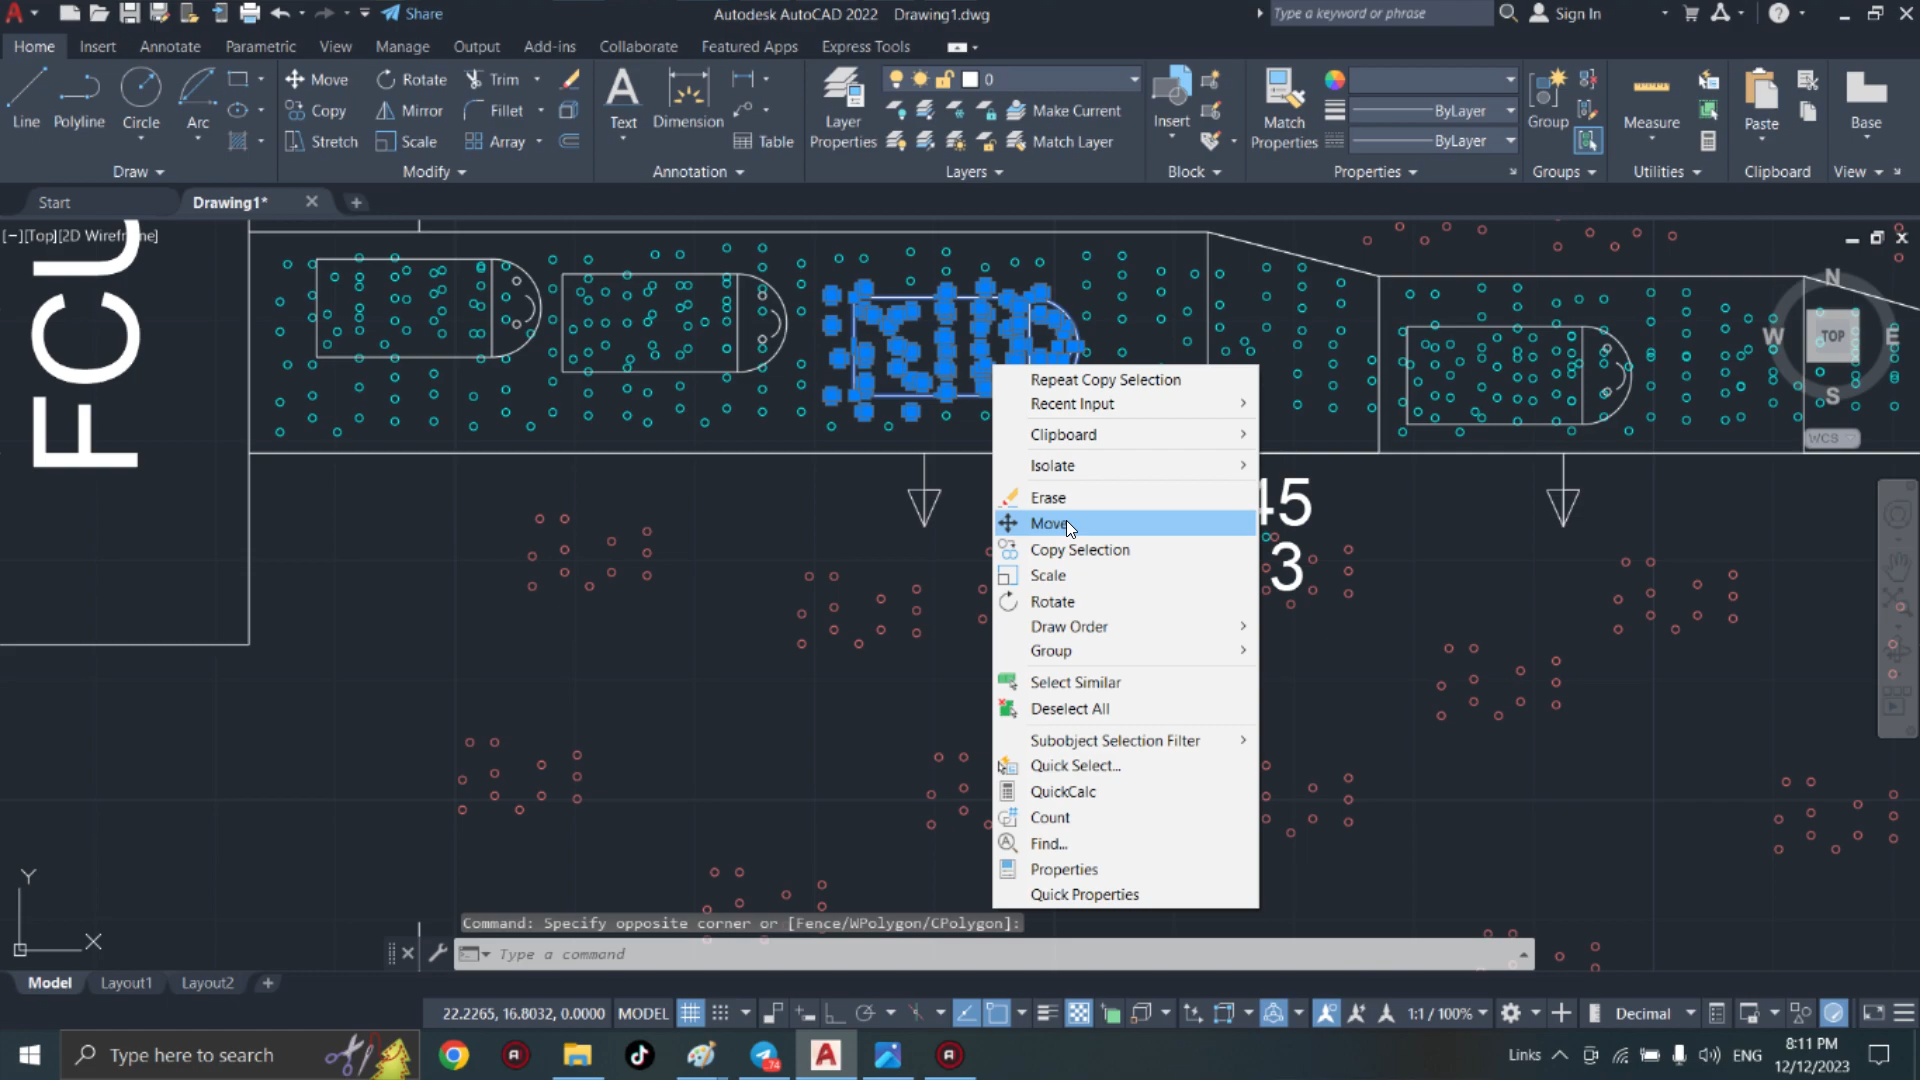 Share
Autodesk AutoCAD 2022 Drawing1.dwg
Type a keyword or phrase
Sign In
Home Insert Annotate Parametric View Manage Output Add-ins Collaborate Featured Apps Express Tools
Line Polyline Circle Arc
Move Rotate Trim
Copy Mirror Fillet
Stretch Scale Array
Text Dimension
Table
Layer Properties
0
Make Current
Match Layer
Insert
Match Properties
ByLayer
ByLayer
Group
Measure
Paste
Base
Draw Modify Annotation Layers Block Properties Groups Utilities Clipboard View
Start Drawing1*
[−][Top][2D Wireframe]
FCU
N
W TOP E
S
WCS
45
3
Repeat Copy Selection
Recent Input
Clipboard
Isolate
Erase
Move
Copy Selection
Scale
Rotate
Draw Order
Group
Select Similar
Deselect All
Subobject Selection Filter
Quick Select...
QuickCalc
Count
Find...
Properties
Quick Properties
Y
X
Command: Specify opposite corner or [Fence/WPolygon/CPolygon]:
Type a command
Model Layout1 Layout2
22.2265, 16.8032, 0.0000 MODEL 1:1 / 100% Decimal
Type here to search
74
Links ENG
8:11 PM
12/12/2023